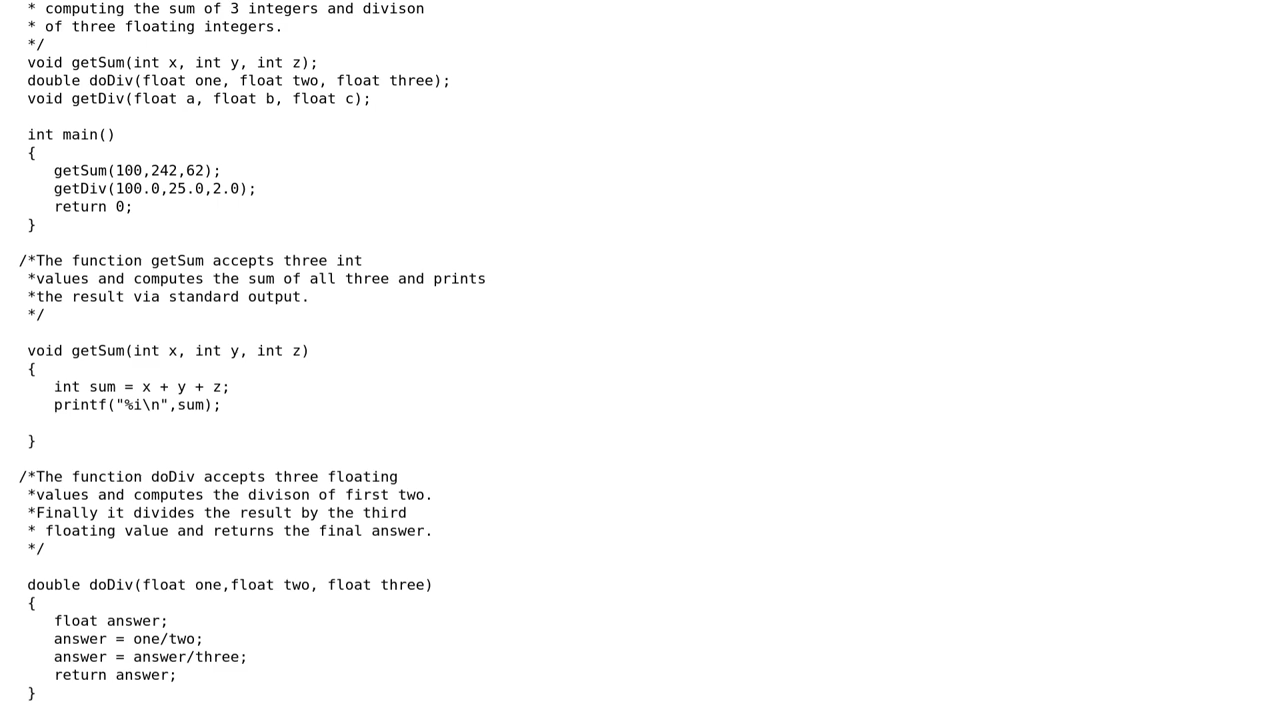 * computing the sum of 3 integers and divison
* of three floating integers.
*/
void getSum(int x, int y, int z);
double doDiv(float one, float two, float three);
void getDiv(float a, float b, float c);
int main()
{
getSum(100,242,62);
getDiv(100.0,25.0,2.0);
return 0;
}
/*The function getSum accepts three int
*values and computes the sum of all three and prints
*the result via standard output.
*/
void getSum(int x, int y, int z)
{
int sum = x + y + z;
printf("%i\n",sum);
}
/*The function doDiv accepts three floating
*values and computes the divison of first two.
*Finally it divides the result by the third
* floating value and returns the final answer.
*/
double doDiv(float one,float two, float three)
{
float answer;
answer = one/two;
answer = answer/three;
return answer;
}